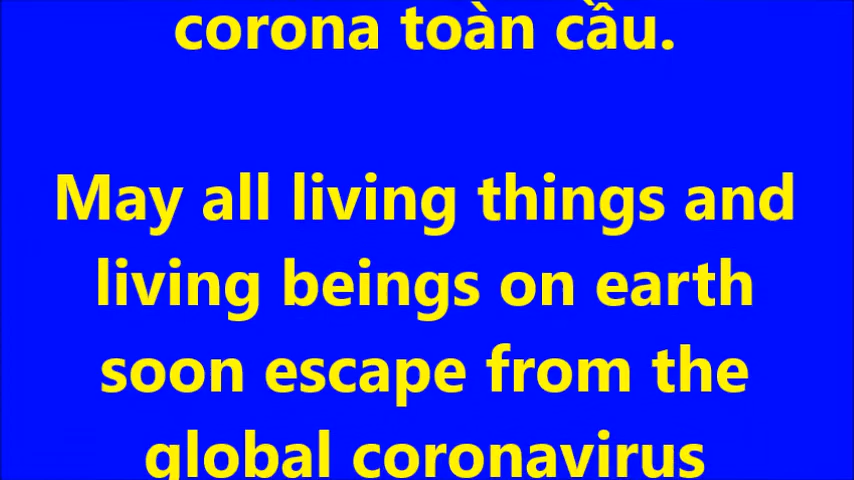 corona toàn cầu.
May all living things and
living beings on earth
soon escape from the
global coronavirus